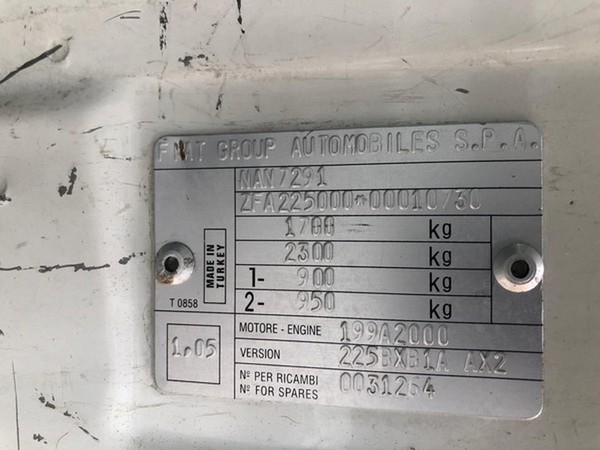 FIAT GROUP AUTOMOBILES S.P.A.
NAN7291
ZFA225000*00010730
1700 kg
2300 kg
1- 900 kg
2- 950 kg
MADE IN TURKEY
T 0858
1.05
MOTORE - ENGINE 199A2000
VERSION 225BXB1A AX2
Nº PER RICAMBI
Nº FOR SPARES 0031264